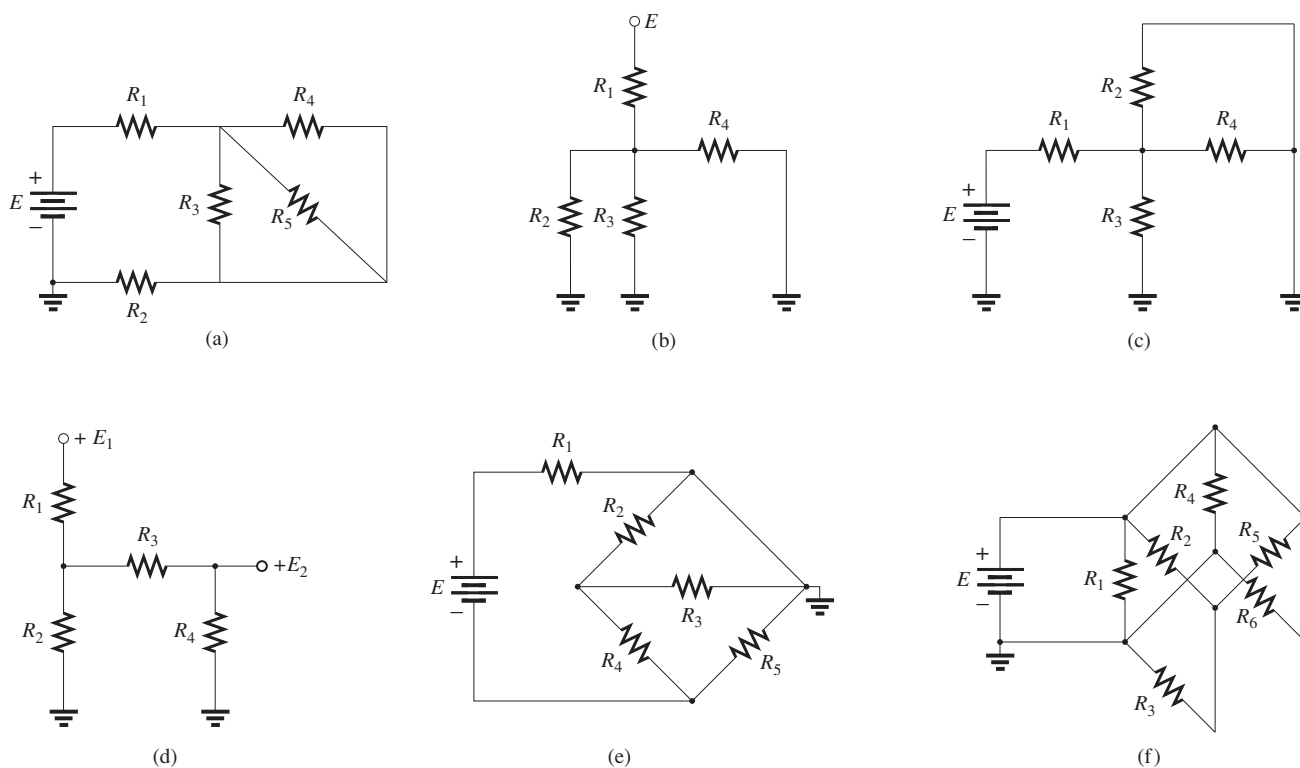 R1 R4
+
E
−
R3 R5
R2
(a)
E
R1
R4
R2 R3
(b)
R2
R1 R4
+
E
−
R3
(c)
+ E1
R1
R3
+E2
R2 R4
(d)
R1
R2
+
E
−
R3
R4 R5
(e)
R4
R2 R5
+
E
−
R1
R6
R3
(f)